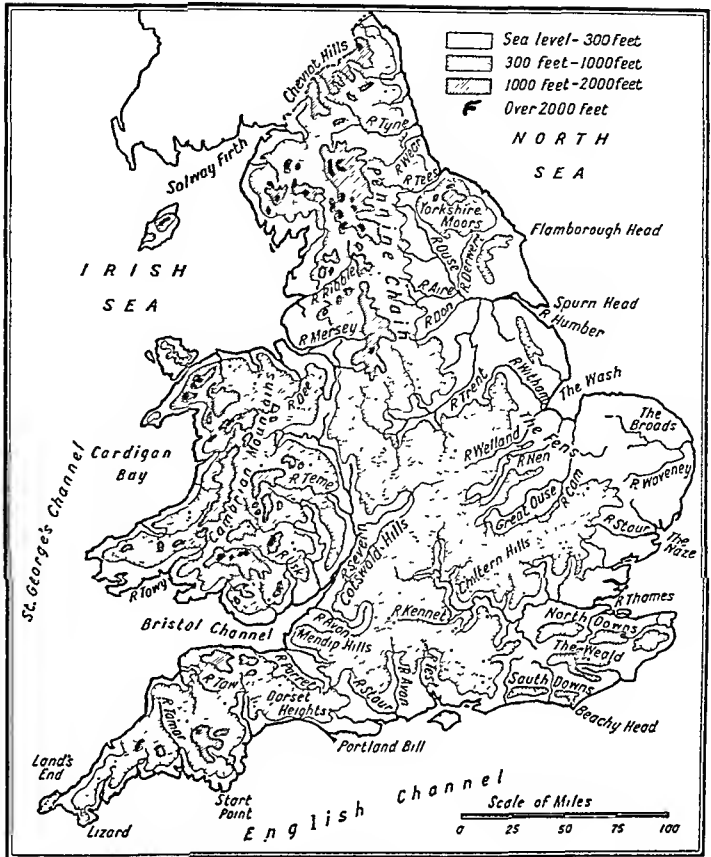 Sea level - 300 feet
300 feet - 1000 feet
1000 Feet - 2000 feet
Over 2000 Feet
NORTH
SEA
Cheviot Hills
R Tyne
Solway Firth
R Wear
R Tees
Pennine Chain
Yorkshire
Moors
Flamborough Head
R Ouse
R Derwent
IRISH
SEA
R Ribble
R Aire
R Don
Spurn Head
R Humber
R Mersey
R Dee
R Trent
R Witham
The Wash
The
Broads
Cardigan
Bay
Cambrian Mountains
R Welland
The Fens
R Nen
R Waveney
R Teme
Great Ouse
R Cam
St. George's Channel
R Severn
Cotswold Hills
R Stour
The
Naze
Chiltern Hills
R Towy
R Thames
Bristol Channel
R Avon
R Kennet
North Downs
Mendip Hills
The Weald
R Parret
R Taw
R Stour
R Avon
South Downs
Dorset
Heights
R Tamar
Beachy Head
Portland Bill
Land's
End
Start
Point
Lizard
English Channel
Scale of Miles
0 25 50 75 100